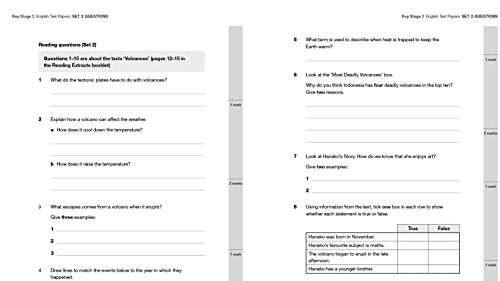 Key Stage 2 English Test Papers SET 2 QUESTIONS
Reading questions (Set 2)
Questions 1–15 are about the texts 'Volcanoes' (pages 12–15 in
the Reading Extracts booklet)
1 What do the tectonic plates have to do with volcanoes?
1 mark
2 Explain how a volcano can affect the weather.
a How does it cool down the temperature?
b How does it raise the temperature?
2 marks
3 What escapes from a volcano when it erupts?
Give three examples:
1
2
3
1 mark
4 Draw lines to match the events below to the year in which they
happened.
Key Stage 2 English Test Papers SET 2 QUESTIONS
5 What term is used to describe when heat is trapped to keep the
Earth warm?
1 mark
6 Look at the 'Most Deadly Volcanoes' box.
Why do you think Indonesia has four deadly volcanoes in the top ten?
Give two reasons.
2 marks
7 Look at Hanako's Story. How do we know that she enjoys art?
Give two examples:
1
2
1 mark
8 Using information from the text, tick one box in each row to show
whether each statement is true or false.
True False
Hanako was born in November.
Hanako's favourite subject is maths.
The volcano began to erupt in the late
afternoon.
Hanako has a younger brother.
1 mark